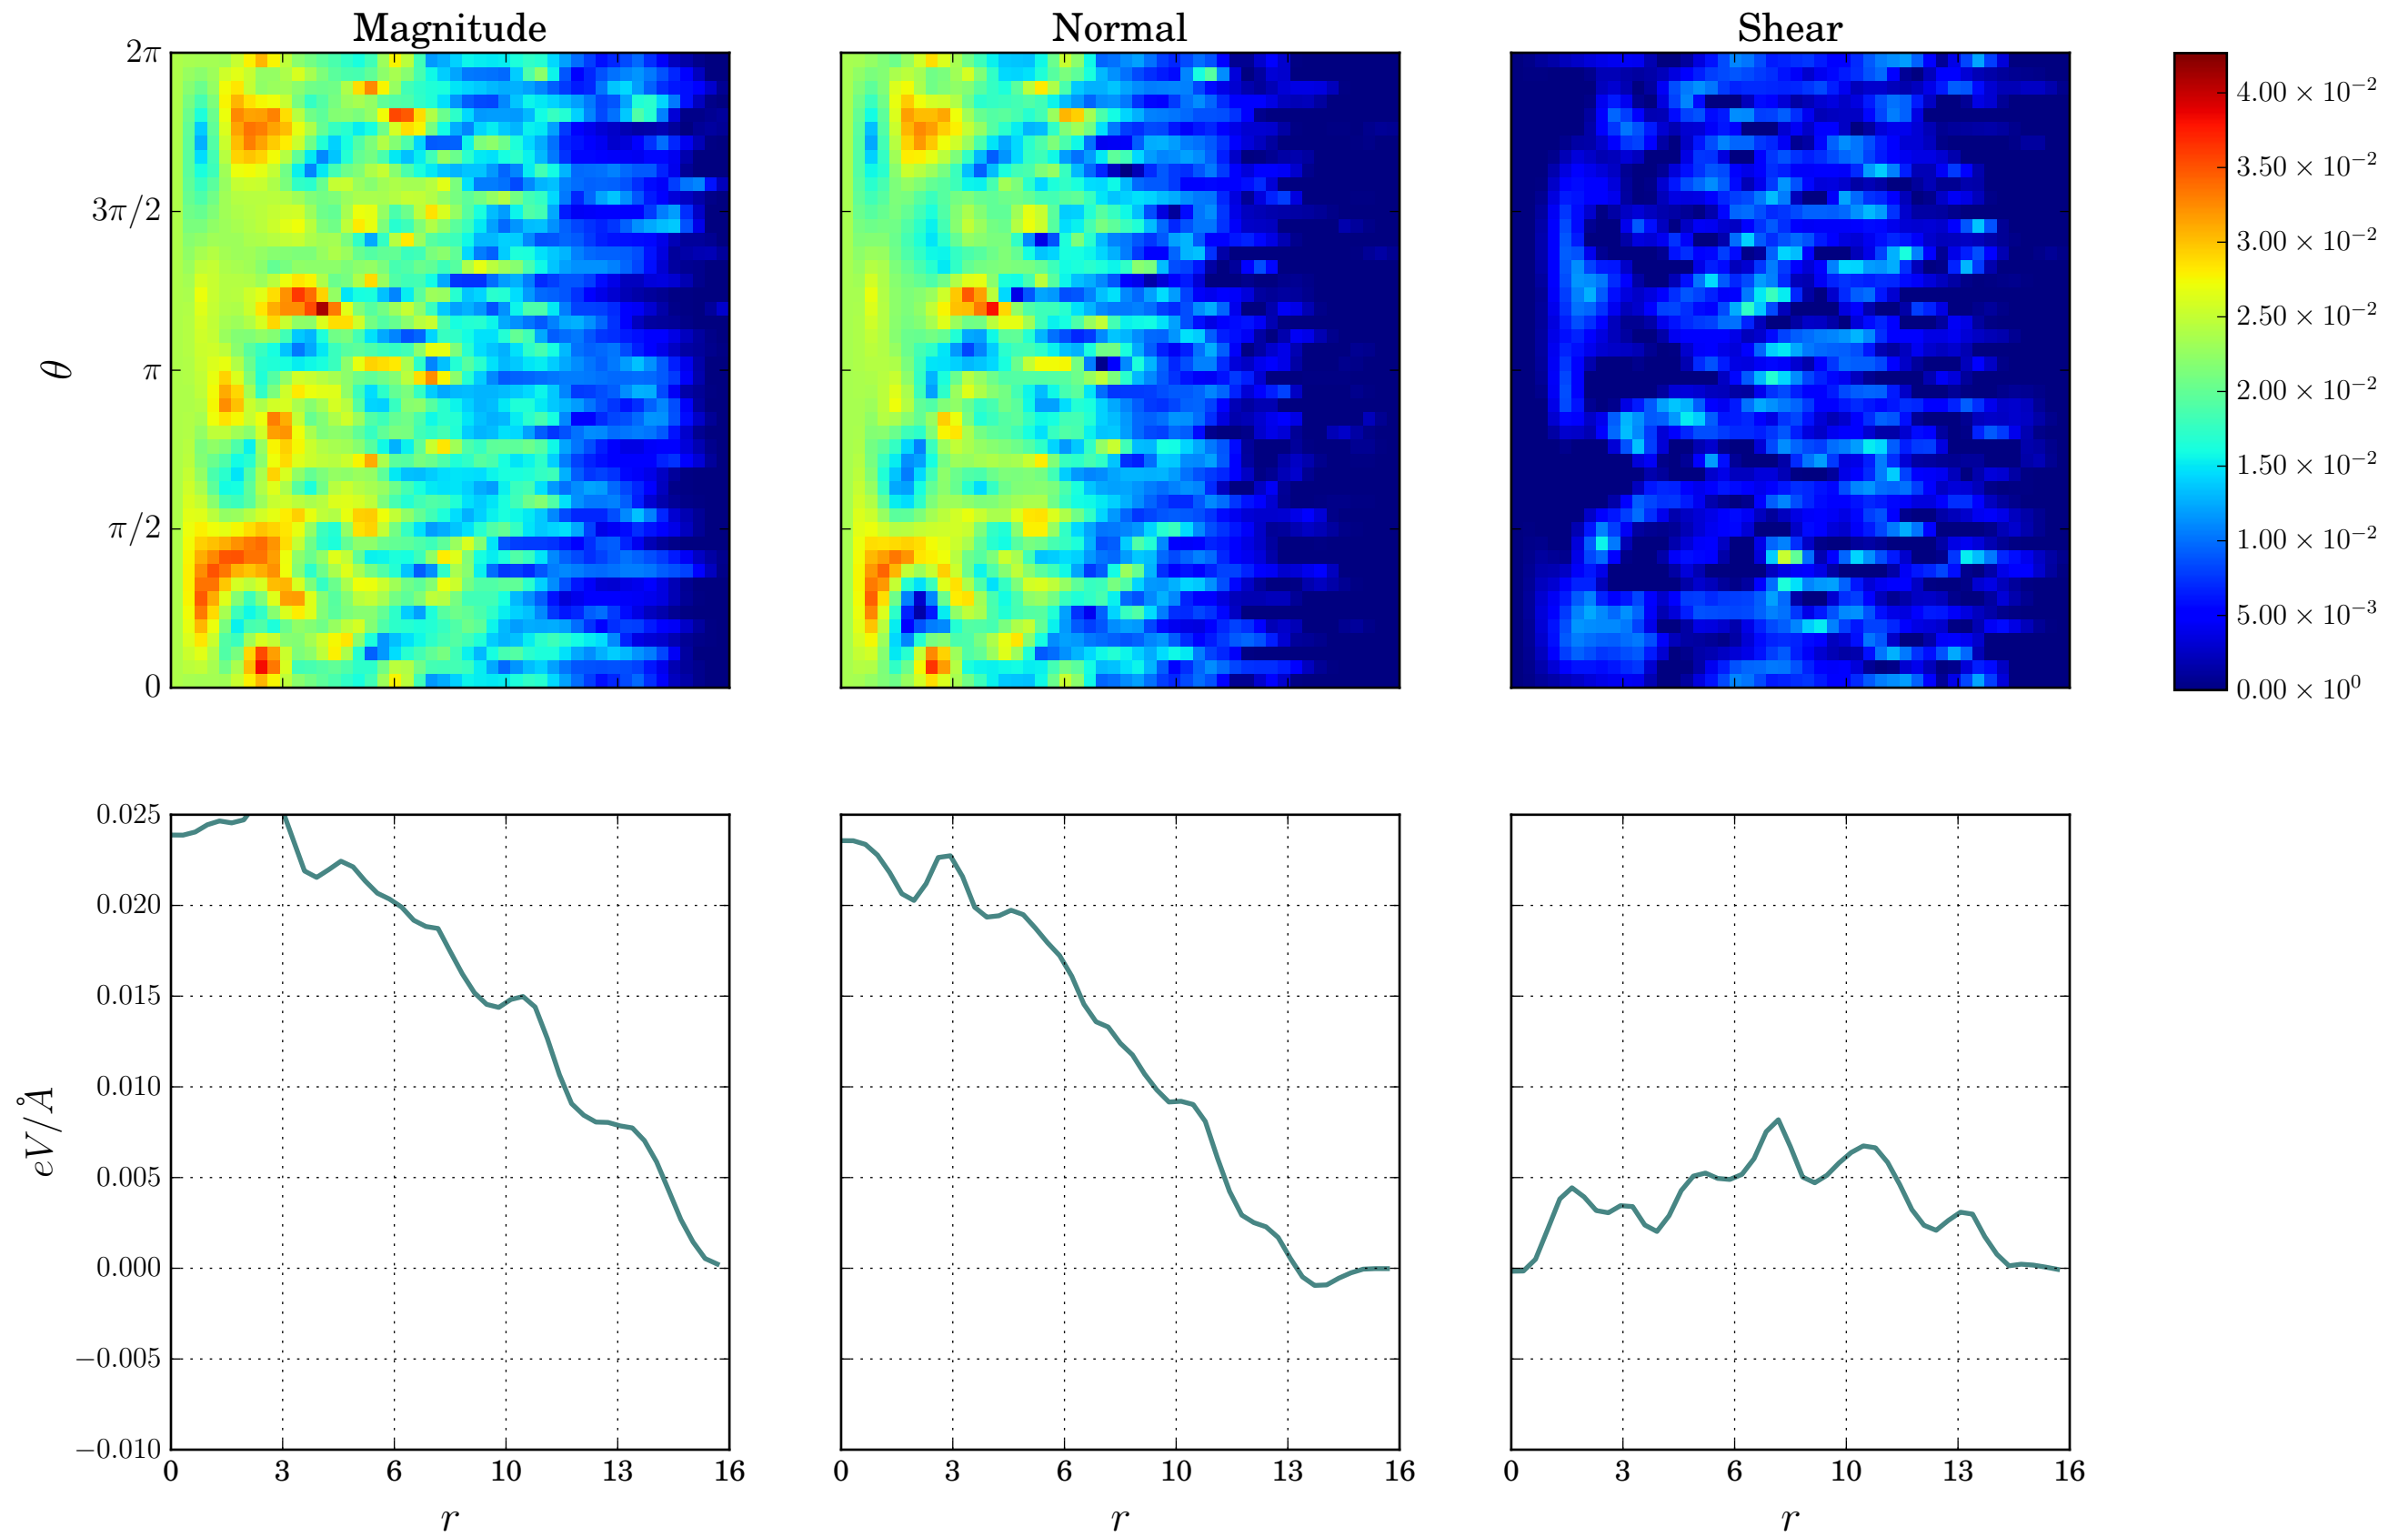 Magnitude Normal Shear
2π
3π/2
π
π/2
0
θ
4.00 × 10⁻²
3.50 × 10⁻²
3.00 × 10⁻²
2.50 × 10⁻²
2.00 × 10⁻²
1.50 × 10⁻²
1.00 × 10⁻²
5.00 × 10⁻³
0.00 × 10⁰
0.025
0.020
0.015
0.010
0.005
0.000
−0.005
−0.010
eV/Å
0 3 6 10 13 16 0 3 6 10 13 16 0 3 6 10 13 16
r r r